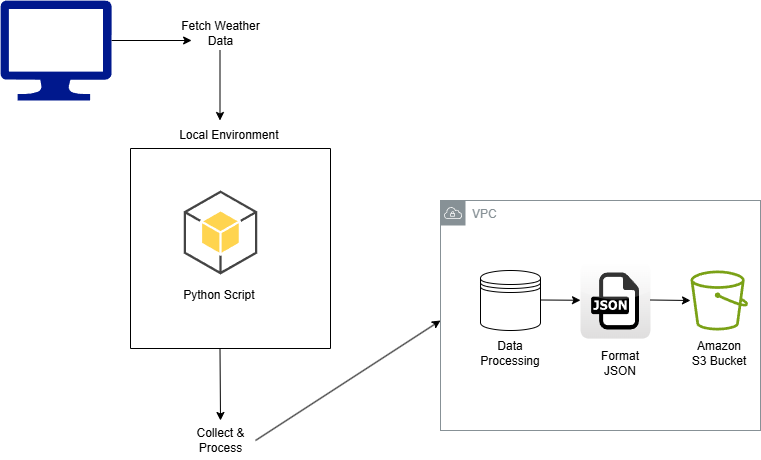 Fetch Weather
Data
Local Environment
Python Script
Collect &
Process
VPC
Data
Processing
JSON
Format
JSON
Amazon
S3 Bucket